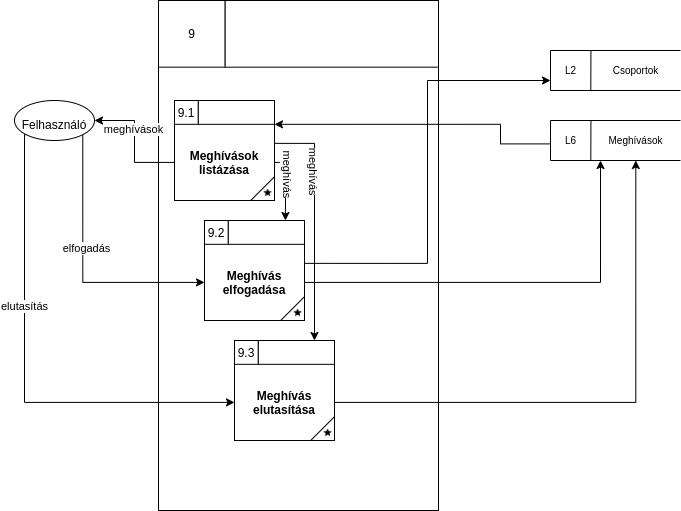 9
L2
Csoportok
9.1
Felhasználó
meghívások
L6
Meghívások
Meghívások
listázása
meghívás
meghívás
9.2
elfogadás
Meghívás
elfogadása
elutasítás
9.3
Meghívás
elutasítása